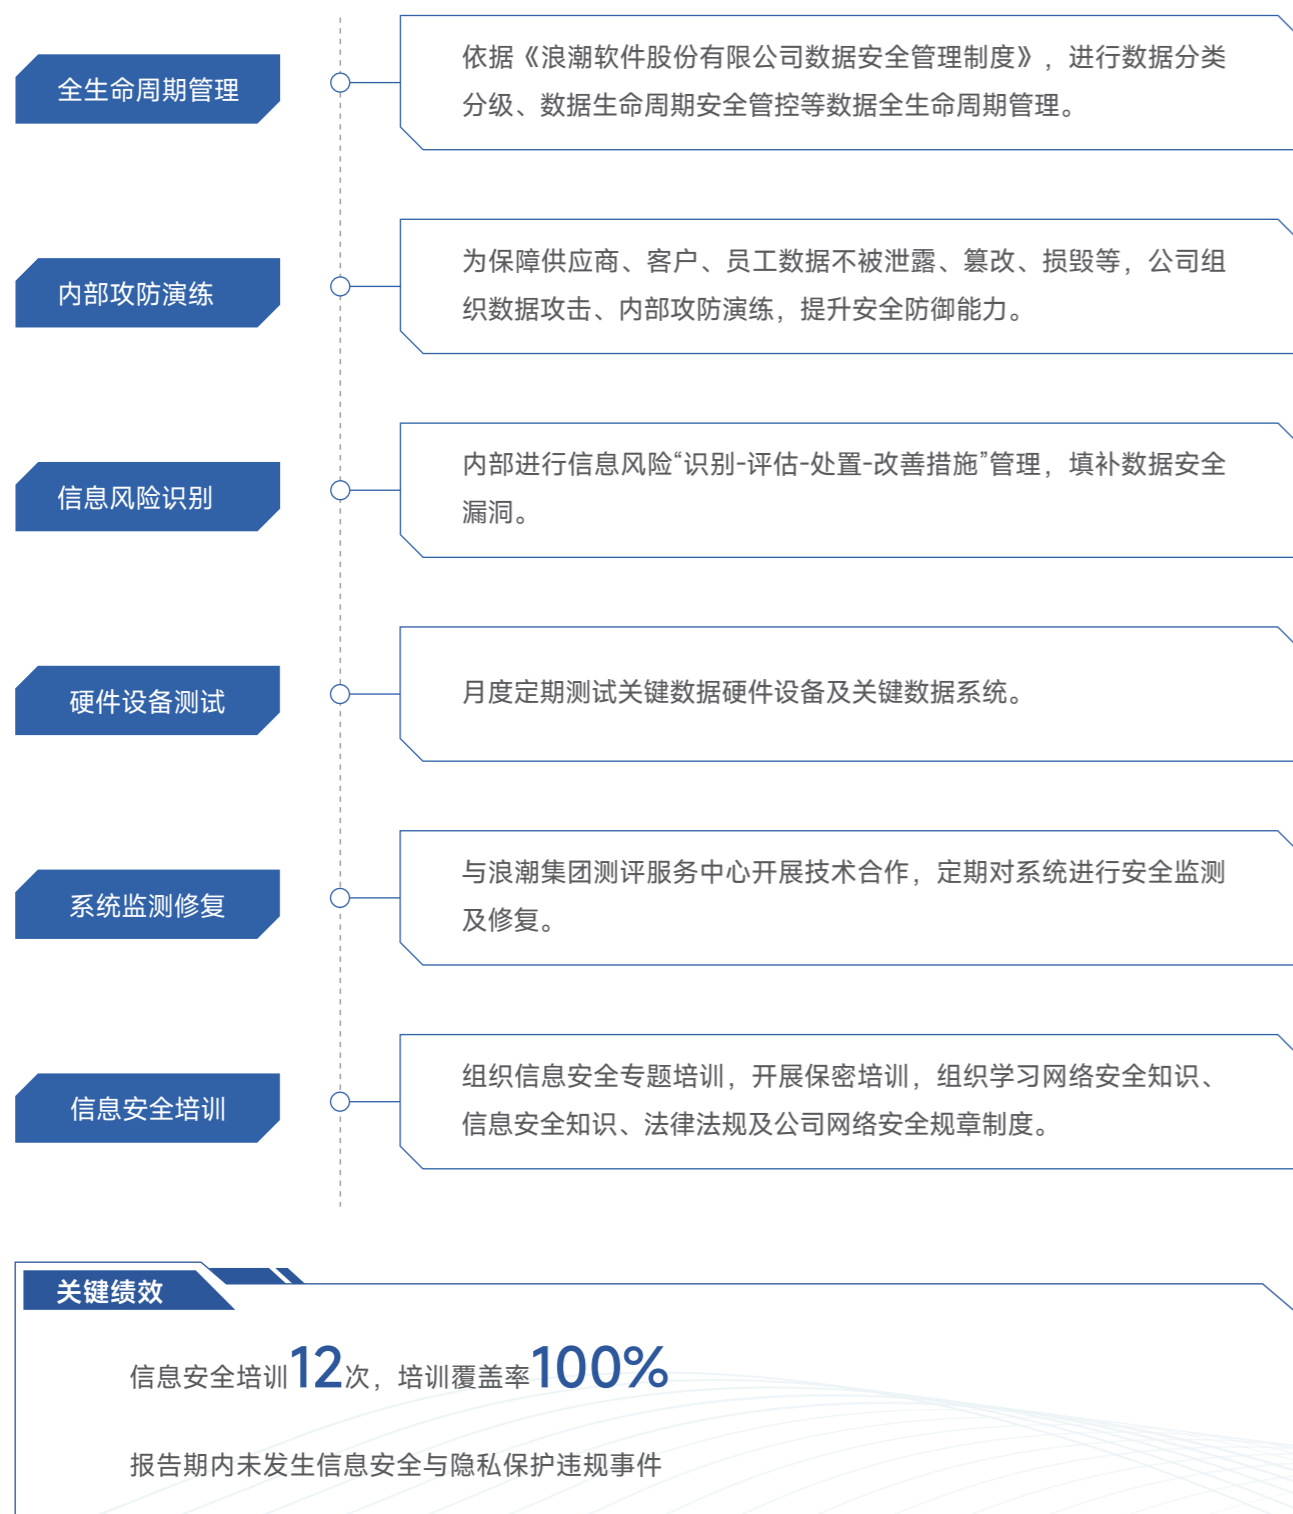 全生命周期管理
依据《浪潮软件股份有限公司数据安全管理制度》，进行数据分类
分级、数据生命周期安全管控等数据全生命周期管理。
内部攻防演练
为保障供应商、客户、员工数据不被泄露、篡改、损毁等，公司组
织数据攻击、内部攻防演练，提升安全防御能力。
信息风险识别
内部进行信息风险“识别-评估-处置-改善措施”管理，填补数据安全
漏洞。
硬件设备测试
月度定期测试关键数据硬件设备及关键数据系统。
系统监测修复
与浪潮集团测评服务中心开展技术合作，定期对系统进行安全监测
及修复。
信息安全培训
组织信息安全专题培训，开展保密培训，组织学习网络安全知识、
信息安全知识、法律法规及公司网络安全规章制度。
关键绩效
信息安全培训12次，培训覆盖率100%
报告期内未发生信息安全与隐私保护违规事件